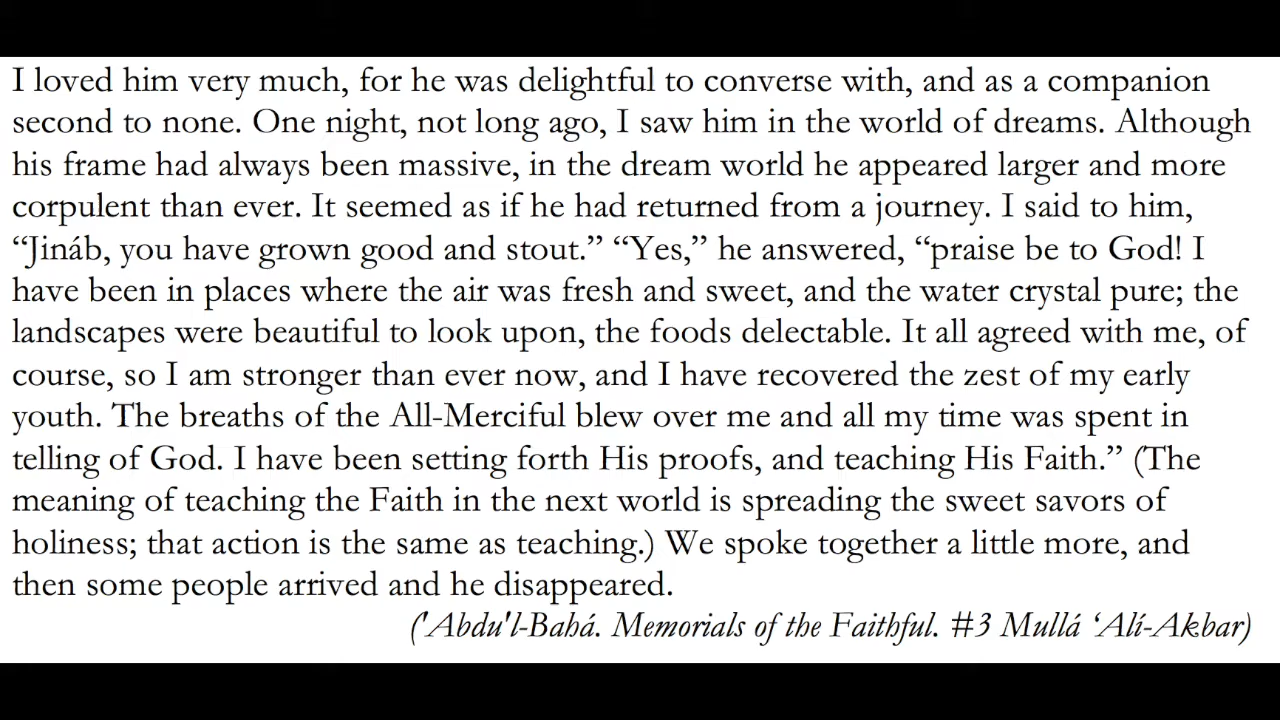 I loved him very much, for he was delightful to converse with, and as a companion
second to none. One night, not long ago, I saw him in the world of dreams. Although
his frame had always been massive, in the dream world he appeared larger and more
corpulent than ever. It seemed as if he had returned from a journey. I said to him,
“Jináb, you have grown good and stout.” “Yes,” he answered, “praise be to God! I
have been in places where the air was fresh and sweet, and the water crystal pure; the
landscapes were beautiful to look upon, the foods delectable. It all agreed with me, of
course, so I am stronger than ever now, and I have recovered the zest of my early
youth. The breaths of the All-Merciful blew over me and all my time was spent in
telling of God. I have been setting forth His proofs, and teaching His Faith.” (The
meaning of teaching the Faith in the next world is spreading the sweet savors of
holiness; that action is the same as teaching.) We spoke together a little more, and
then some people arrived and he disappeared.
('Abdu'l-Bahá. Memorials of the Faithful. #3 Mullá ‘Alí-Akbar)